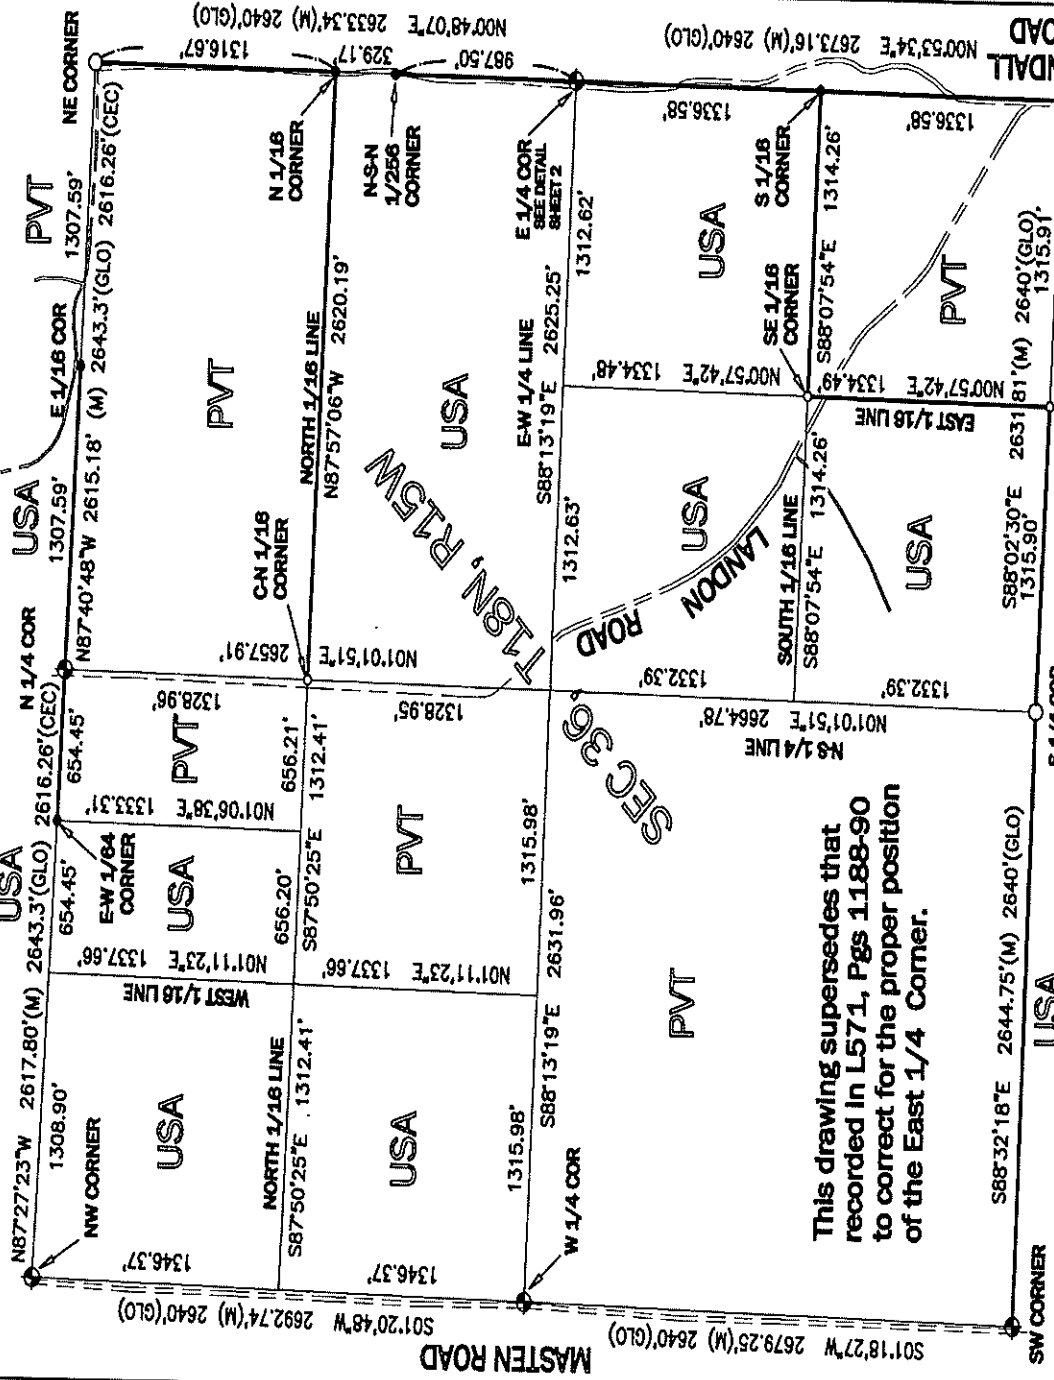 N87°27'23"W 2617.80'(M) 2643.3'(GLO) 2616.26'(CEC)
1308.90'
654.45'
654.45'
NW CORNER
E-W 1/64
CORNER
N 1/4 COR
N87°40'48"W 2615.18' (M) 2643.3'(GLO) 2616.26'(CEC)
1307.59'
1307.59'
E 1/16 COR
NE CORNER
USA
USA
PVT
1346.37'
1346.37'
S01°20'48"W 2692.74'(M) 2640'(GLO)
MASTEN ROAD
USA
WEST 1/16 LINE
N01°11'23"E 1337.66'
USA
N01°06'38"E 1333.31'
PVT
1328.96'
2657.91'
N01°01'51"E
1328.95'
C-N 1/16
CORNER
PVT
N 1/16
CORNER
1316.67'
329.17'
987.50'
N00°48'07"E 2633.34'(M) 2640'(GLO)
N-S-N
1/256
CORNER
NORTH 1/16 LINE
S87°50'25"E 1312.41'
656.20'
656.21'
S87°50'25"E 1312.41'
NORTH 1/16 LINE
N87°57'06"W 2620.19'
USA
N01°11'23"E 1337.66'
PVT
USA
T18N, R15W
SEC 36
W 1/4 COR
1315.98'
1315.98'
S88°13'19"E 2631.96'
E-W 1/4 LINE
S88°13'19"E 2625.25'
1312.63'
1312.62'
E 1/4 COR
SEE DETAIL
SHEET 2
S01°18'27"W 2679.25'(M) 2640'(GLO)
PVT
This drawing supersedes that
recorded in L571, Pgs 1188-90
to correct for the proper position
of the East 1/4 Corner.
N-S 1/4 LINE
N01°01'51"E 2664.78'
1332.39'
1332.39'
LANDON
ROAD
USA
N00°57'42"E 1334.48'
USA
1336.58'
1336.58'
N00°53'34"E 2673.16'(M) 2640'(GLO)
SE 1/16
CORNER
S 1/16
CORNER
SOUTH 1/16 LINE
S88°07'54"E 1314.26'
S88°07'54"E 1314.26'
USA
EAST 1/16 LINE
N00°57'42"E 1334.49'
PVT
SW CORNER
S88°32'18"E 2644.75'(M) 2640'(GLO)
USA
S88°02'30"E 2631.81'(M) 2640'(GLO)
1315.90'
1315.91'